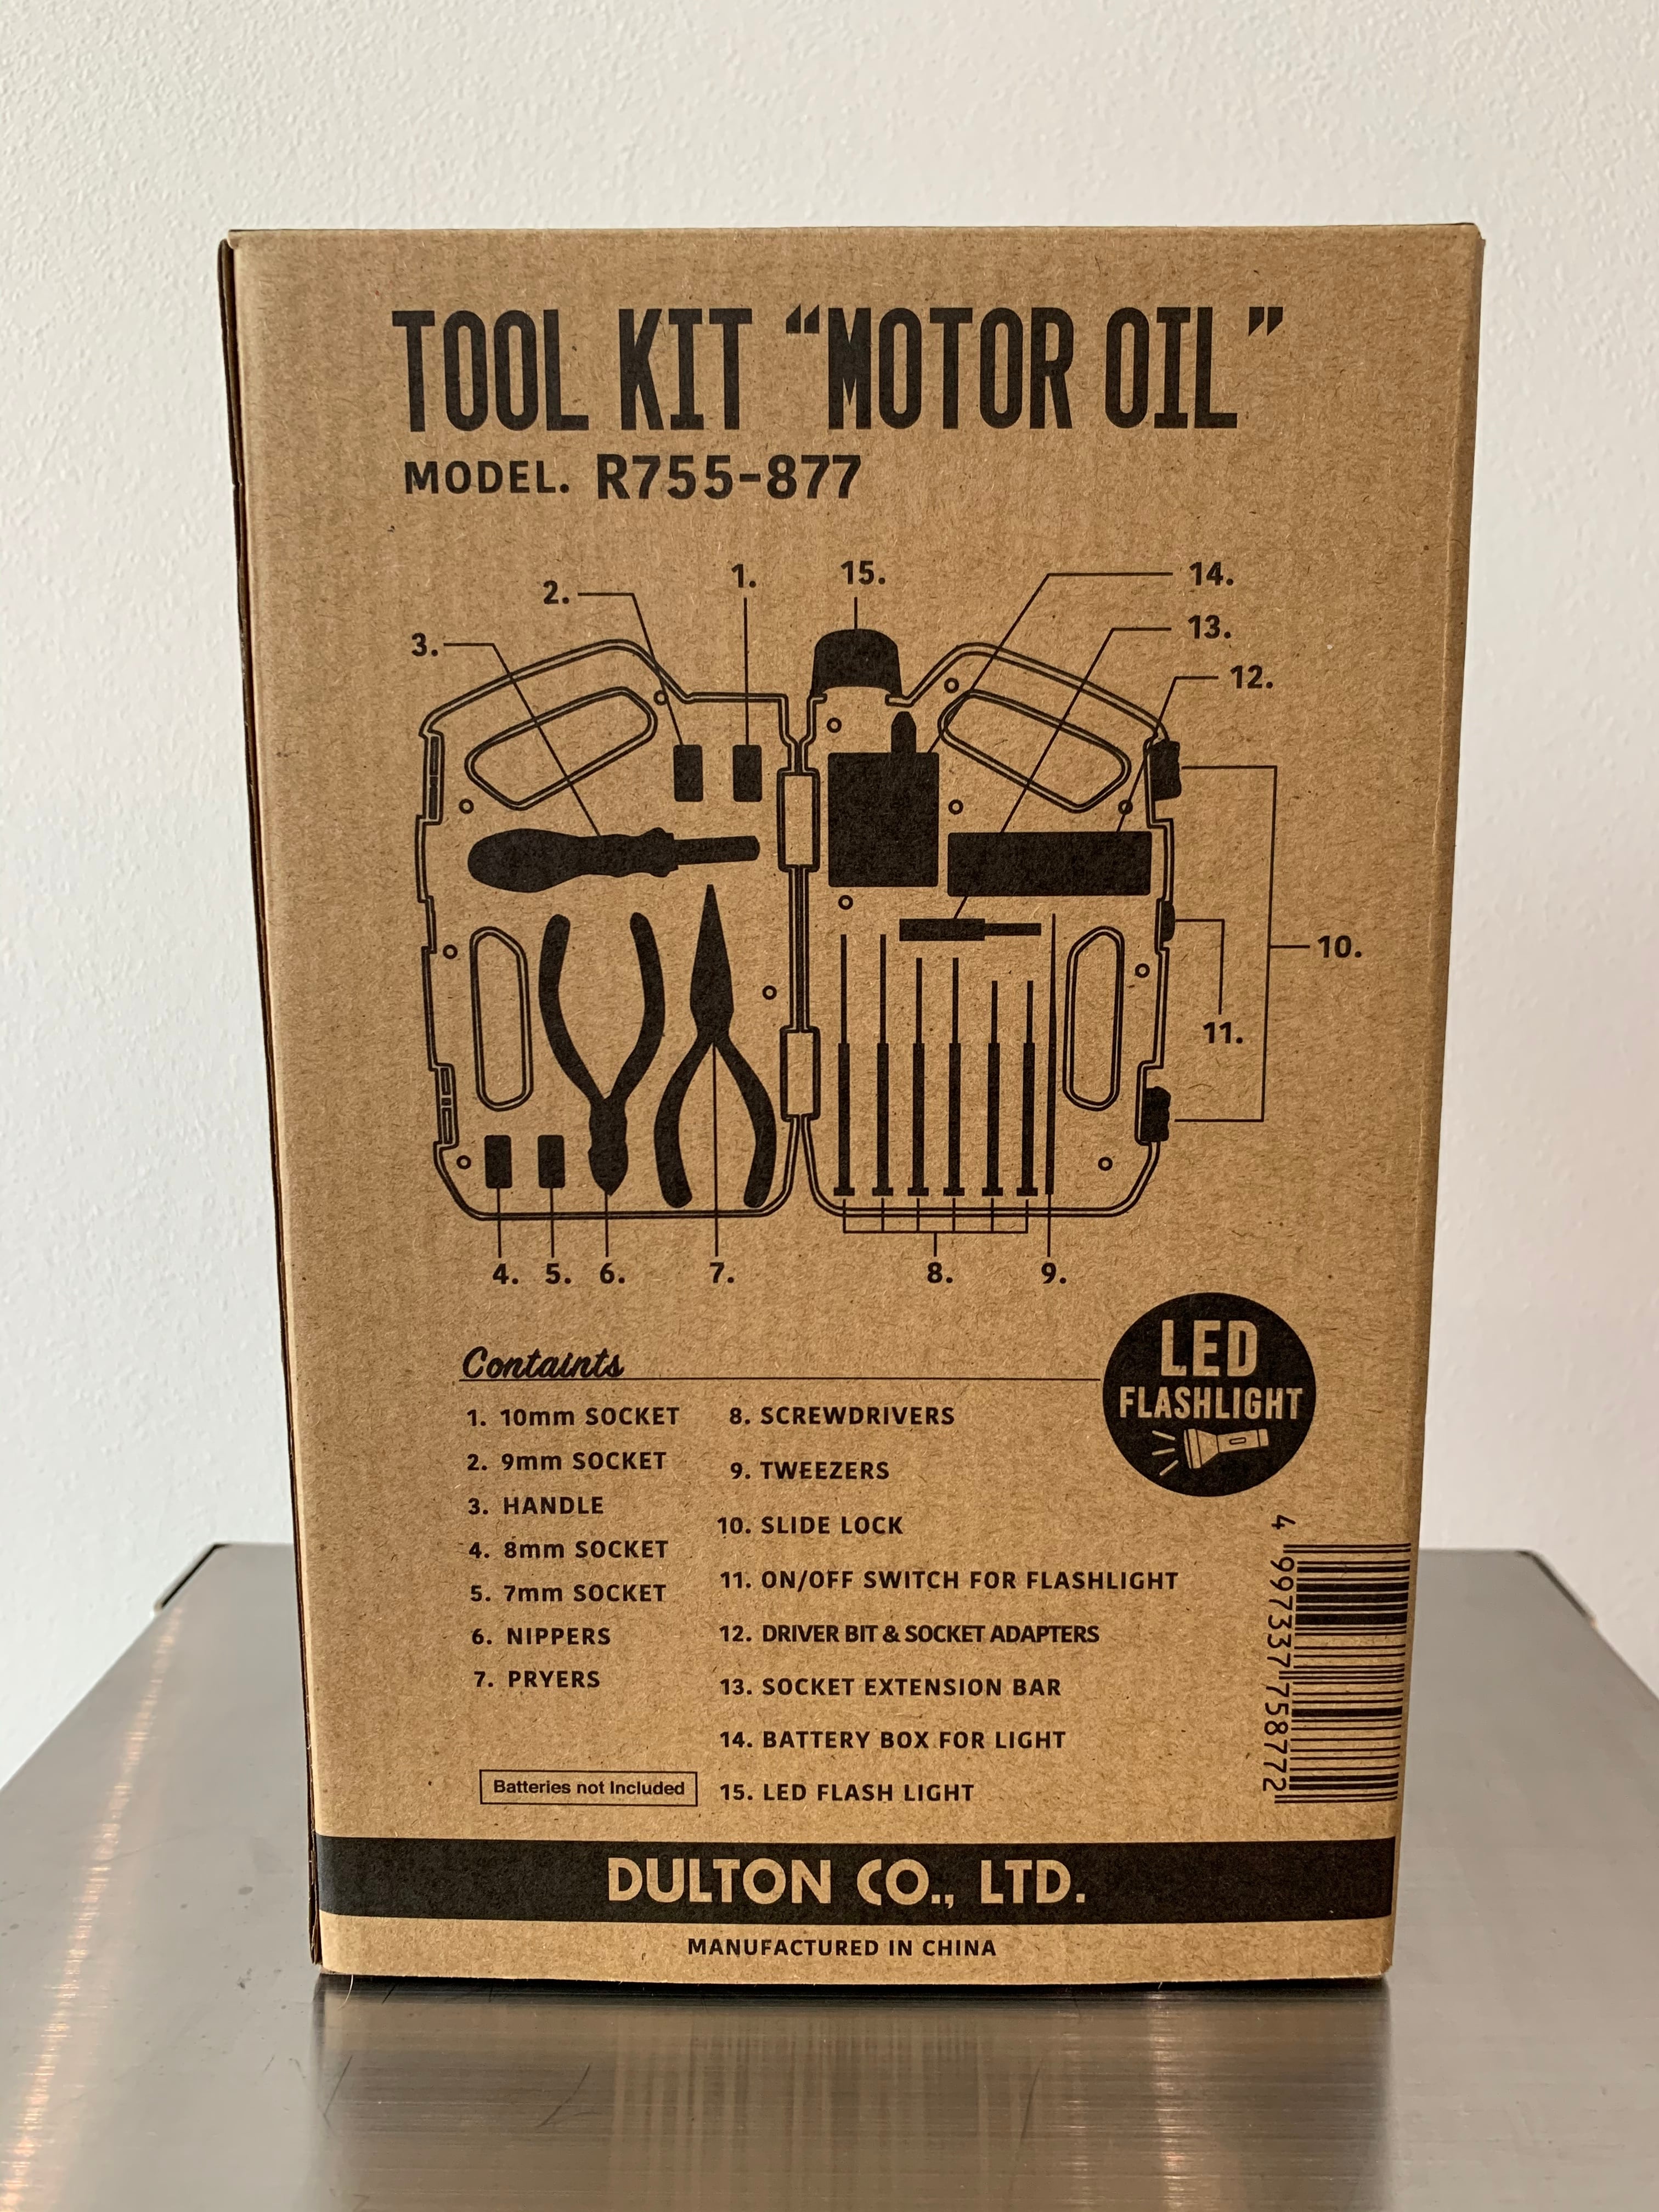 TOOL KIT “MOTOR OIL”
MODEL. R755-877
1.
15.
14.
2.
13.
3.
12.
10.
11.
4. 5. 6. 7. 8. 9.
Containts
LED
FLASHLIGHT
1. 10mm SOCKET
2. 9mm SOCKET
3. HANDLE
4. 8mm SOCKET
5. 7mm SOCKET
6. NIPPERS
7. PRYERS
8. SCREWDRIVERS
9. TWEEZERS
10. SLIDE LOCK
11. ON/OFF SWITCH FOR FLASHLIGHT
12. DRIVER BIT & SOCKET ADAPTERS
13. SOCKET EXTENSION BAR
14. BATTERY BOX FOR LIGHT
15. LED FLASH LIGHT
Batteries not Included
4 997337 758772
DULTON CO., LTD.
MANUFACTURED IN CHINA